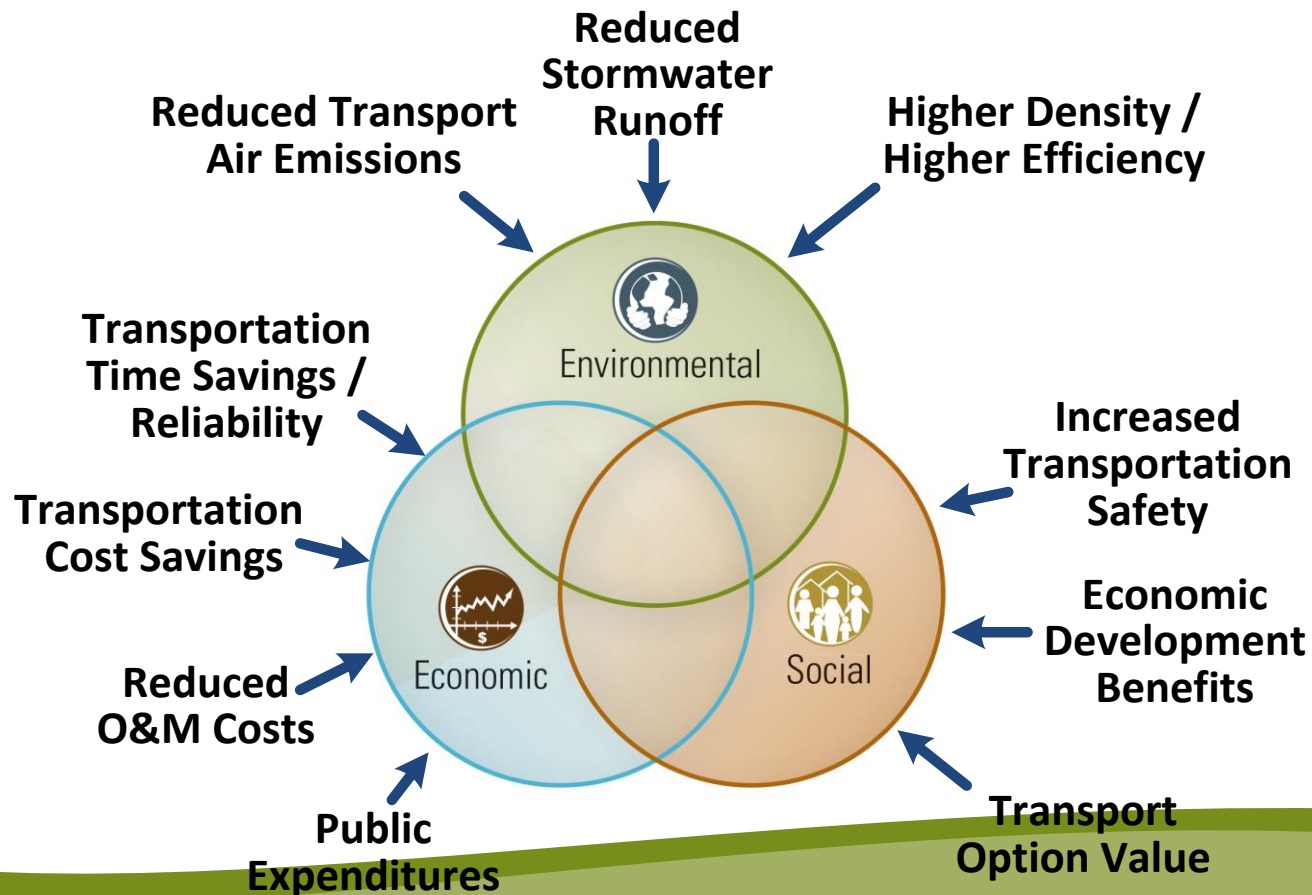 Reduced
Stormwater
Runoff
Reduced Transport
Air Emissions
Higher Density /
Higher Efficiency
Environmental
Transportation
Time Savings /
Reliability
Transportation
Cost Savings
Reduced
O&M Costs
Public
Expenditures
$
Economic
Social
Increased
Transportation
Safety
Economic
Development
Benefits
Transport
Option Value